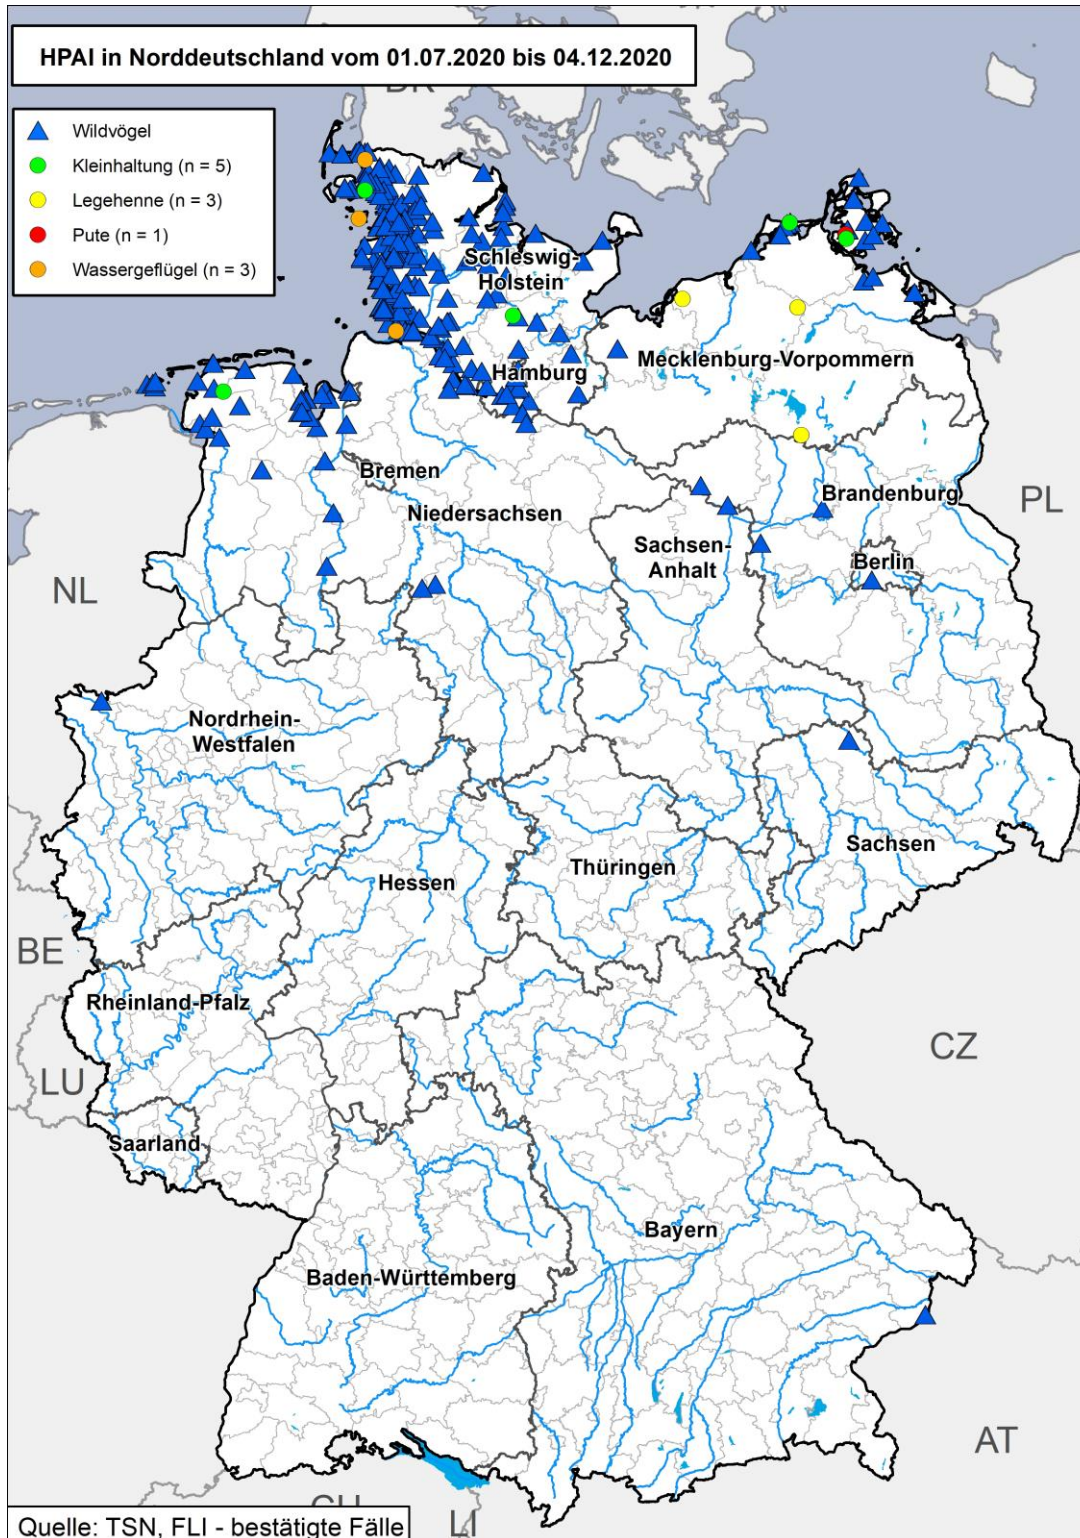 HPAI in Norddeutschland vom 01.07.2020 bis 04.12.2020
Wildvögel
Kleinhaltung (n = 5)
Legehenne (n = 3)
Pute (n = 1)
Wassergeflügel (n = 3)
Schleswig-
Holstein
Mecklenburg-Vorpommern
Hamburg
Bremen
Niedersachsen
Brandenburg
PL
Sachsen-
Anhalt
Berlin
NL
Nordrhein-
Westfalen
Sachsen
Thüringen
Hessen
BE
Rheinland-Pfalz
CZ
LU
Saarland
Bayern
Baden-Württemberg
AT
LI
Quelle: TSN, FLI - bestätigte Fälle